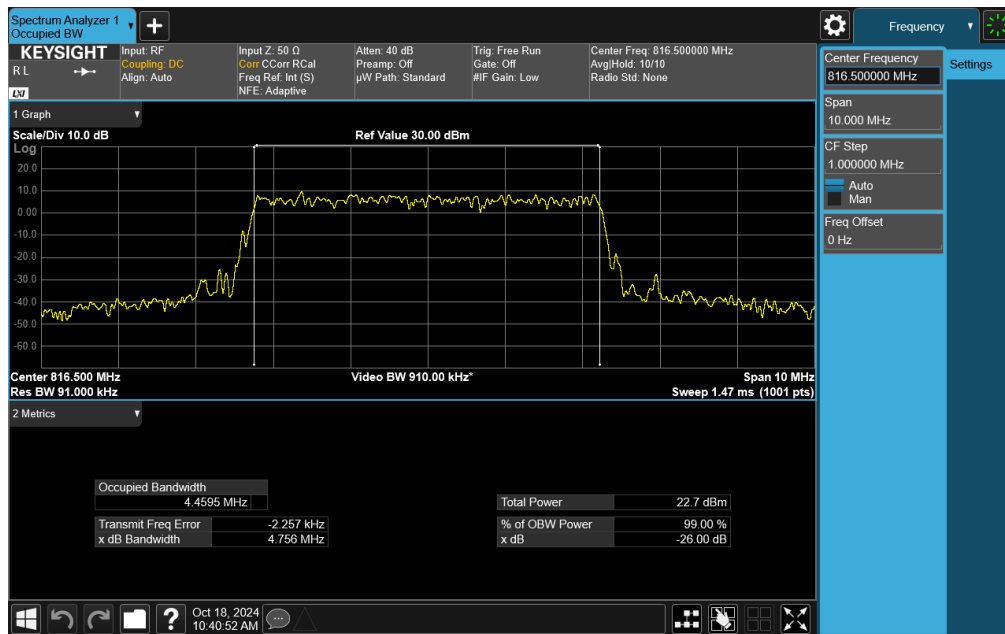 Spectrum Analyzer 1
Occupied BW
Frequency
KEYSIGHT
R L
LXI
Input: RF
Coupling: DC
Align: Auto
Input Z: 50 Ω
Corr CCorr RCal
Freq Ref: Int (S)
NFE: Adaptive
Atten: 40 dB
Preamp: Off
µW Path: Standard
Trig: Free Run
Gate: Off
#IF Gain: Low
Center Freq: 816.500000 MHz
Avg|Hold: 10/10
Radio Std: None
Center Frequency
816.500000 MHz
Settings
Span
10.000 MHz
CF Step
1.000000 MHz
Auto
Man
Freq Offset
0 Hz
1 Graph
Scale/Div 10.0 dB
Ref Value 30.00 dBm
Log
20.0
10.0
0.00
-10.0
-20.0
-30.0
-40.0
-50.0
-60.0
Center 816.500 MHz
Video BW 910.00 kHz*
Span 10 MHz
Res BW 91.000 kHz
Sweep 1.47 ms (1001 pts)
2 Metrics
Occupied Bandwidth
4.4595 MHz
Total Power 22.7 dBm
Transmit Freq Error -2.257 kHz
% of OBW Power 99.00 %
x dB Bandwidth 4.756 MHz
x dB -26.00 dB
Oct 18, 2024
10:40:52 AM